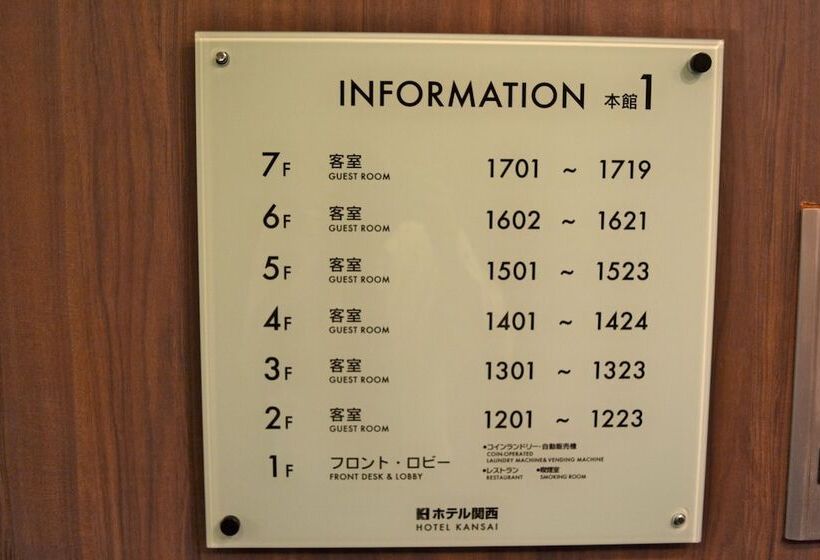 INFORMATION 本館1
7F 客室 1701 ~ 1719
GUEST ROOM
6F 客室 1602 ~ 1621
GUEST ROOM
5F 客室 1501 ~ 1523
GUEST ROOM
4F 客室 1401 ~ 1424
GUEST ROOM
3F 客室 1301 ~ 1323
GUEST ROOM
2F 客室 1201 ~ 1223
GUEST ROOM
1F フロント・ロビー
FRONT DESK & LOBBY
•コインランドリー・自動販売機
COIN-OPERATED
LAUNDRY MACHINE & VENDING MACHINE
•レストラン •喫煙室
RESTAURANT SMOKING ROOM
ホテル関西
HOTEL KANSAI